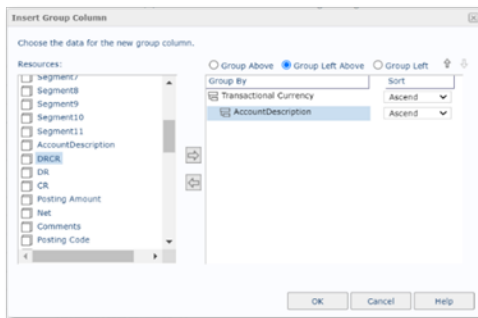 Insert Group Column
Choose the data for the new group column.
Resources:
Group Above Group Left Above Group Left
Segment7
Segment8
Segment9
Segment10
Segment11
AccountDescription
DRCR
DR
CR
Posting Amount
Net
Comments
Posting Code
Group By Sort
Transactional Currency Ascend
AccountDescription Ascend
OK Cancel Help